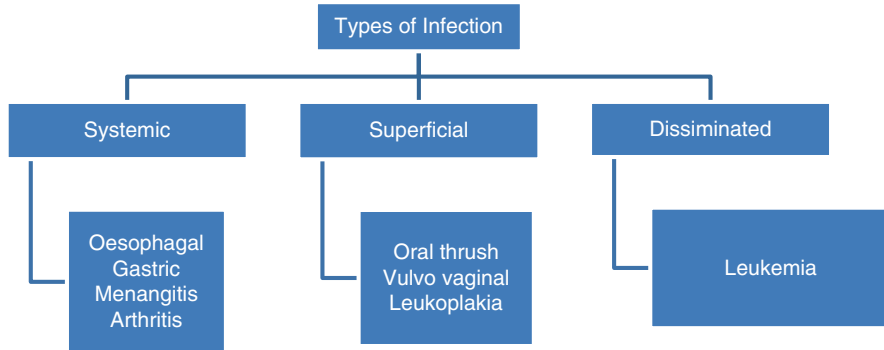 Types of Infection
Systemic
Superficial
Dissiminated
Oesophagal
Gastric
Menangitis
Arthritis
Oral thrush
Vulvo vaginal
Leukoplakia
Leukemia